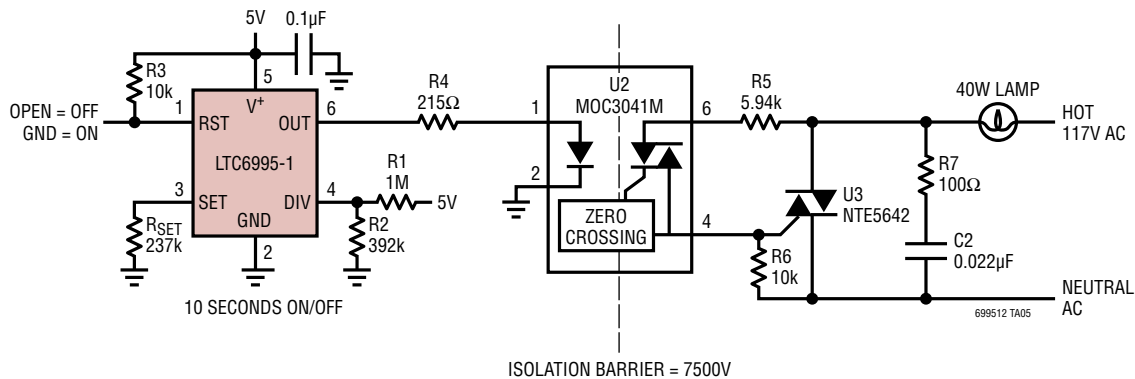 5V
0.1µF
R3
10k
OPEN = OFF
GND = ON
1
5
V+
RST
OUT
6
LTC6995-1
3
SET
DIV
4
GND
2
RSET
237k
R1
1M
5V
R2
392k
10 SECONDS ON/OFF
R4
215Ω
1
2
U2
MOC3041M
6
ZERO
CROSSING
4
R5
5.94k
R6
10k
U3
NTE5642
40W LAMP
HOT
117V AC
R7
100Ω
C2
0.022µF
NEUTRAL
AC
699512 TA05
ISOLATION BARRIER = 7500V